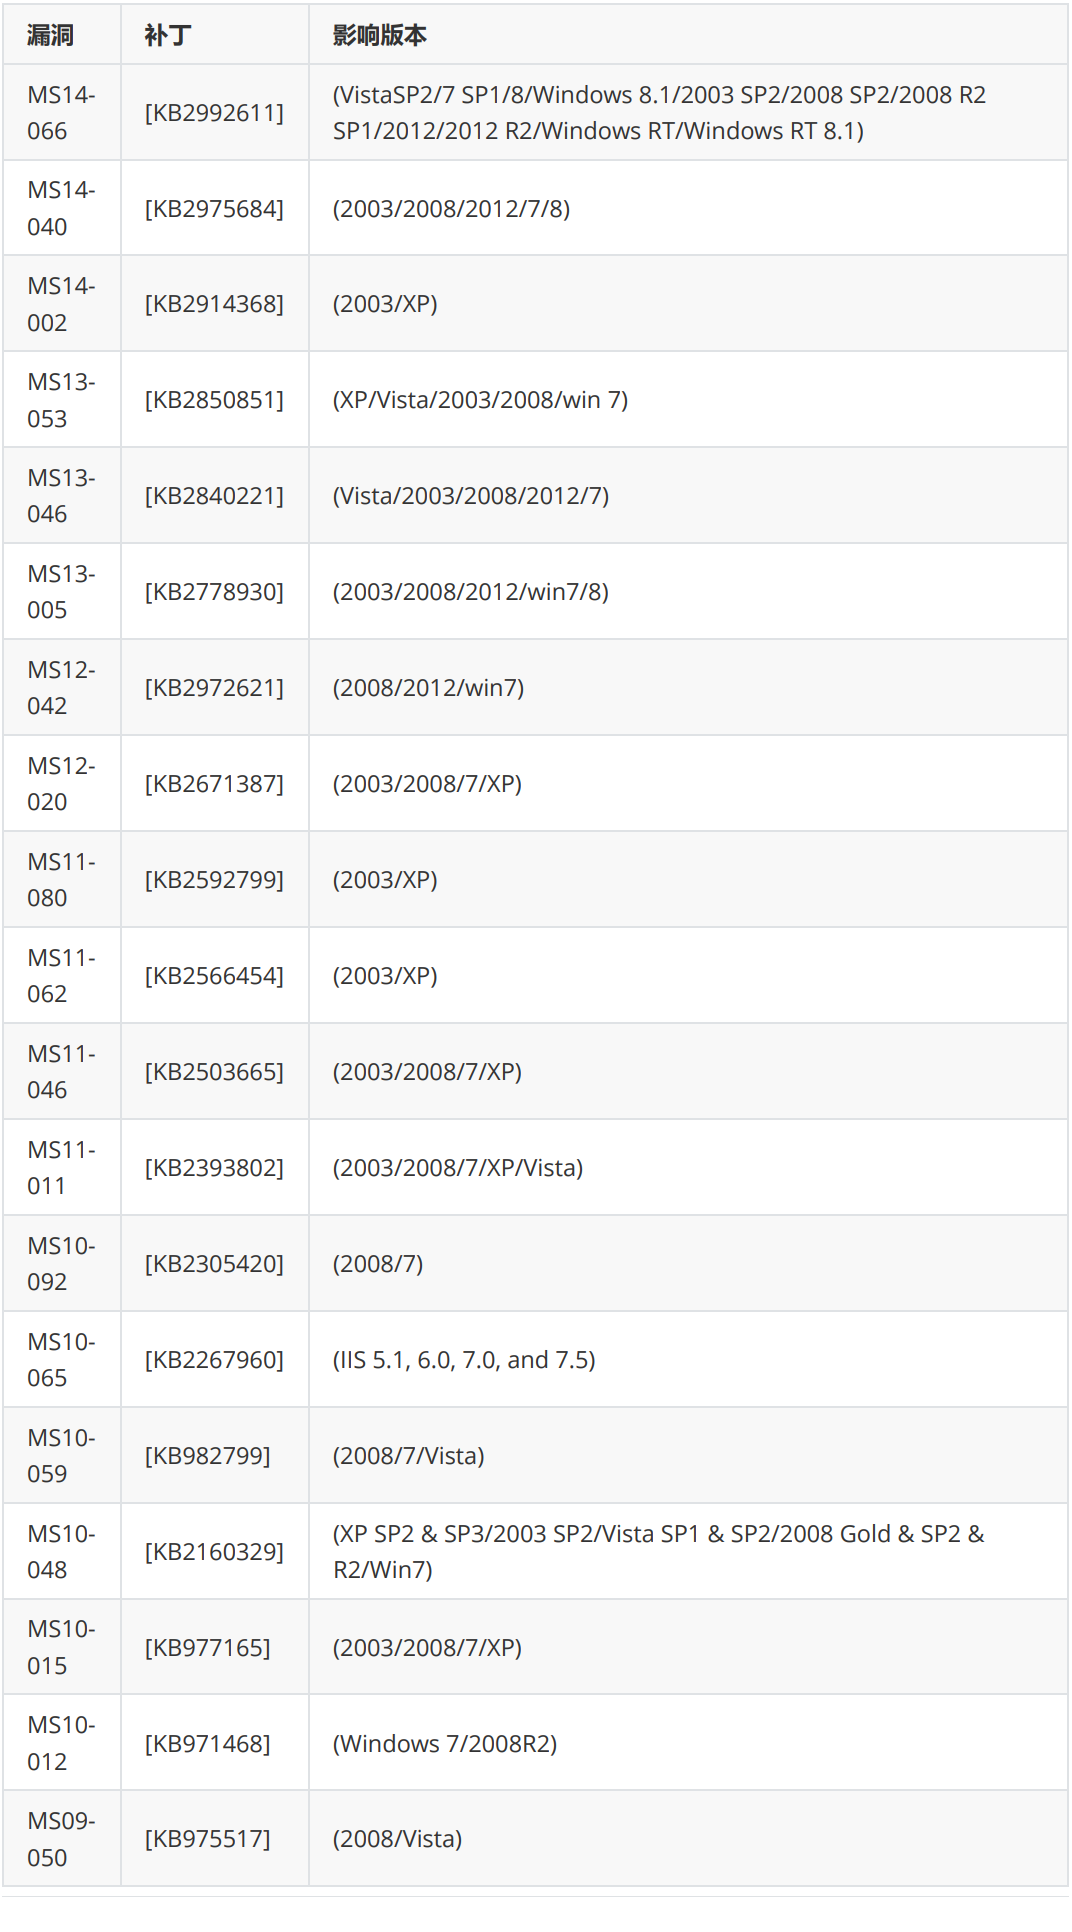 漏洞 补丁 影响版本
MS14-
066
[KB2992611]
(VistaSP2/7 SP1/8/Windows 8.1/2003 SP2/2008 SP2/2008 R2
SP1/2012/2012 R2/Windows RT/Windows RT 8.1)
MS14-
040
[KB2975684]
(2003/2008/2012/7/8)
MS14-
002
[KB2914368]
(2003/XP)
MS13-
053
[KB2850851]
(XP/Vista/2003/2008/win 7)
MS13-
046
[KB2840221]
(Vista/2003/2008/2012/7)
MS13-
005
[KB2778930]
(2003/2008/2012/win7/8)
MS12-
042
[KB2972621]
(2008/2012/win7)
MS12-
020
[KB2671387]
(2003/2008/7/XP)
MS11-
080
[KB2592799]
(2003/XP)
MS11-
062
[KB2566454]
(2003/XP)
MS11-
046
[KB2503665]
(2003/2008/7/XP)
MS11-
011
[KB2393802]
(2003/2008/7/XP/Vista)
MS10-
092
[KB2305420]
(2008/7)
MS10-
065
[KB2267960]
(IIS 5.1, 6.0, 7.0, and 7.5)
MS10-
059
[KB982799]
(2008/7/Vista)
MS10-
048
[KB2160329]
(XP SP2 & SP3/2003 SP2/Vista SP1 & SP2/2008 Gold & SP2 &
R2/Win7)
MS10-
015
[KB977165]
(2003/2008/7/XP)
MS10-
012
[KB971468]
(Windows 7/2008R2)
MS09-
050
[KB975517]
(2008/Vista)